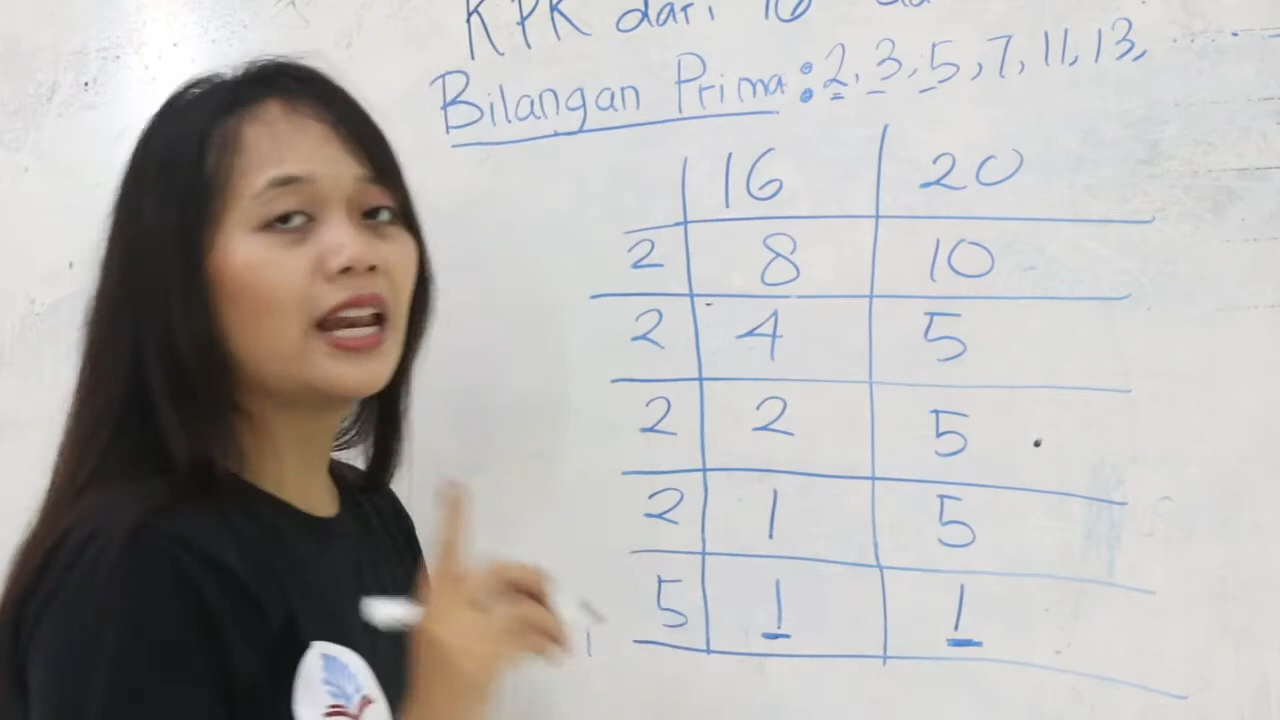 KPK dari 16
Bilangan Prima : 2, 3, 5, 7, 11, 13, ..........
16 20
2 8 10
2 4 5
2 2 5
2 1 5
5 1 1